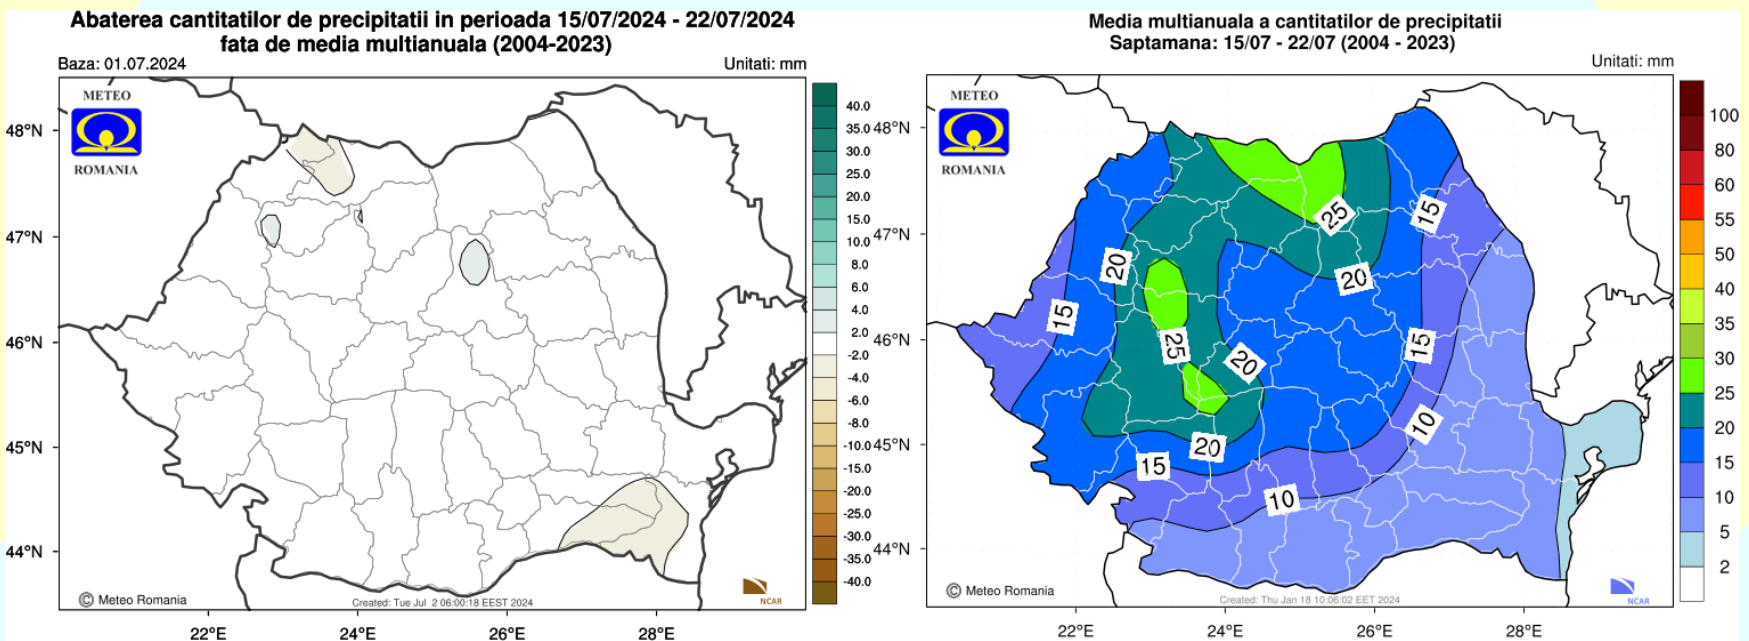 Abaterea cantitatilor de precipitatii in perioada 15/07/2024 - 22/07/2024
fata de media multianuala (2004-2023)
Baza: 01.07.2024
Unitati: mm
METEO
ROMANIA
48°N
47°N
46°N
45°N
44°N
40.0
35.0
30.0
25.0
20.0
15.0
10.0
8.0
6.0
4.0
2.0
-2.0
-4.0
-6.0
-8.0
-10.0
-15.0
-20.0
-25.0
-30.0
-35.0
-40.0
© Meteo Romania
Created: Tue Jul 2 06:00:18 EEST 2024
NCAR
22°E
24°E
26°E
28°E
Media multianuala a cantitatilor de precipitatii
Saptamana: 15/07 - 22/07 (2004 - 2023)
Unitati: mm
METEO
ROMANIA
48°N
47°N
46°N
45°N
44°N
25
15
20
20
15
25
20
15
10
20
15
10
100
80
60
55
50
40
35
30
25
20
15
10
5
2
© Meteo Romania
Created: Thu Jan 18 10:06:02 EET 2024
NCAR
22°E
24°E
26°E
28°E